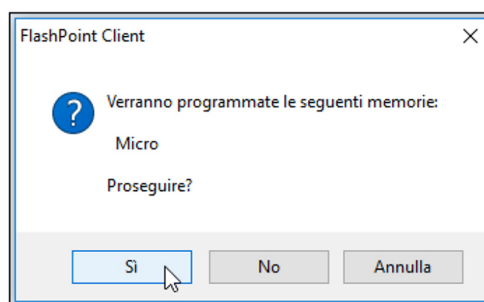 FlashPoint Client
Verranno programmate le seguenti memorie:
Micro
Proseguire?
Sì No Annulla